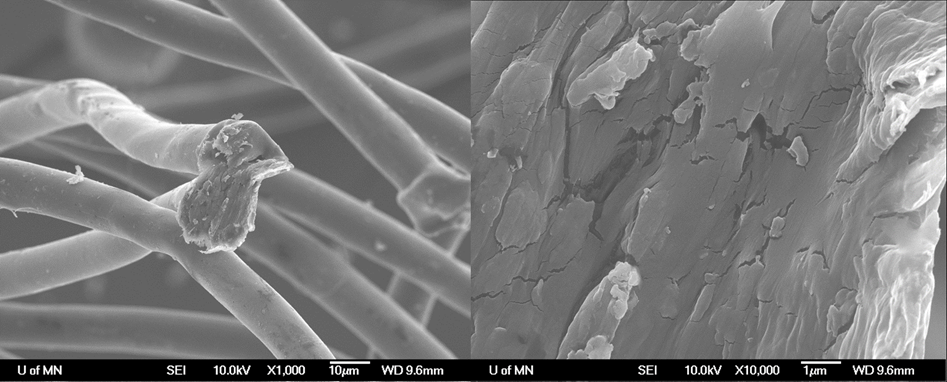 U of MN SEI 10.0kV X1,000 10μm WD 9.6mm
U of MN SEI 10.0kV X10,000 1μm WD 9.6mm